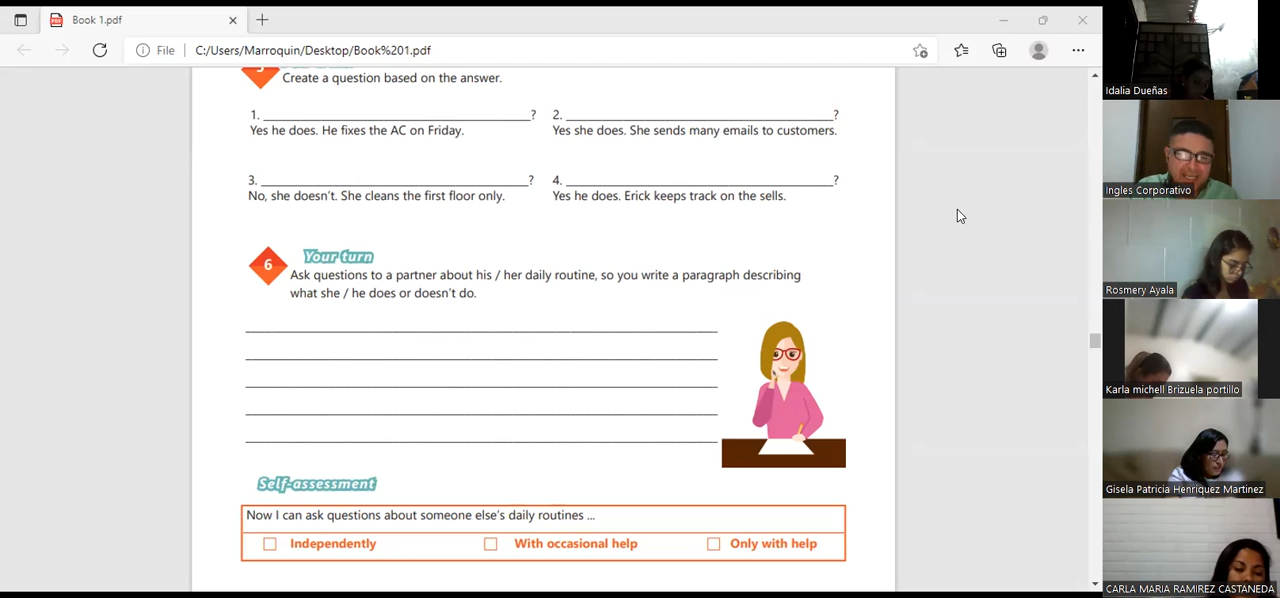 Book 1.pdf
File
C:/Users/Marroquin/Desktop/Book%201.pdf
Create a question based on the answer.
1. ______________________________?
2. ______________________________?
Yes he does. He fixes the AC on Friday.
Yes she does. She sends many emails to customers.
3. ______________________________?
4. ______________________________?
No, she doesn't. She cleans the first floor only.
Yes he does. Erick keeps track on the sells.
6
Your turn
Ask questions to a partner about his / her daily routine, so you write a paragraph describing
what she / he does or doesn't do.
Self-assessment
Now I can ask questions about someone else's daily routines ...
Independently
With occasional help
Only with help
Idalia Dueñas
Ingles Corporativo
Rosmery Ayala
Karla michell Brizuela portillo
Gisela Patricia Henriquez Martinez
CARLA MARIA RAMIREZ CASTANEDA